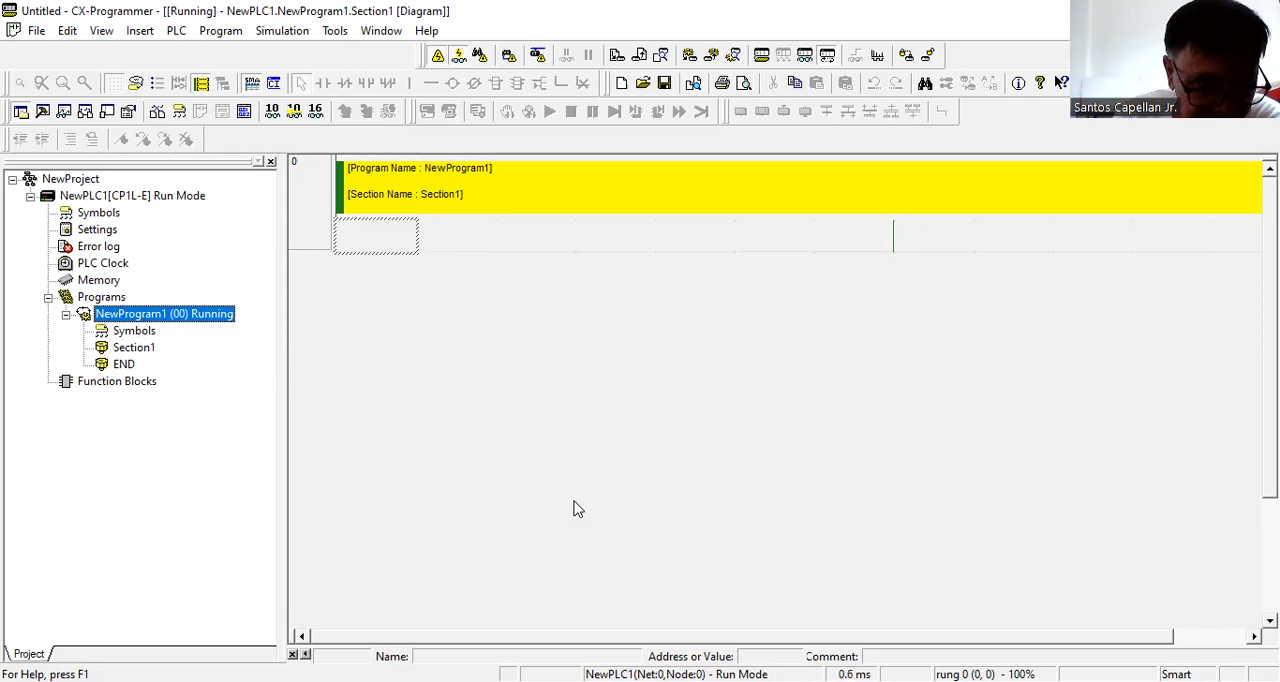 Untitled - CX-Programmer - [[Running] - NewPLC1.NewProgram1.Section1 [Diagram]]
File Edit View Insert PLC Program Simulation Tools Window Help
Santos Capellan Jr.
10 10 16
NewProject
NewPLC1[CP1L-E] Run Mode
Symbols
Settings
Error log
PLC Clock
Memory
Programs
NewProgram1 (00) Running
Symbols
Section1
END
Function Blocks
0
[Program Name : NewProgram1]
[Section Name : Section1]
Project
Name: Address or Value: Comment:
For Help, press F1
NewPLC1(Net:0,Node:0) - Run Mode
0.6 ms
rung 0 (0, 0) - 100%
Smart